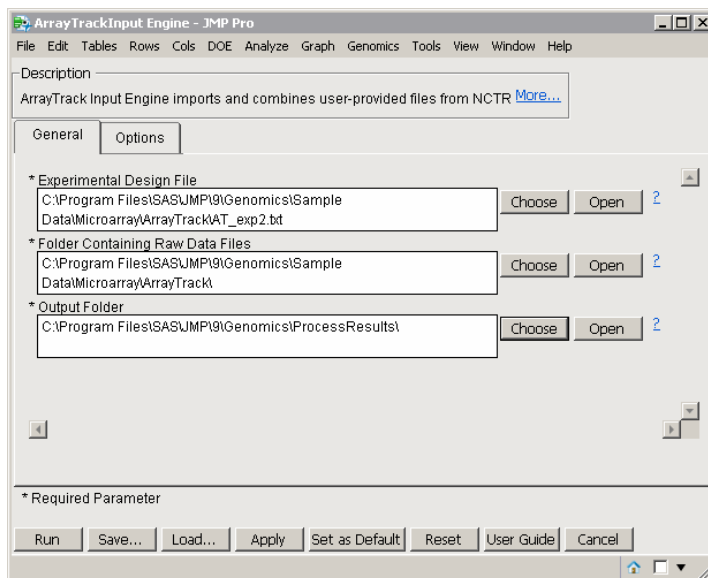 ArrayTrackInput Engine - JMP Pro
File Edit Tables Rows Cols DOE Analyze Graph Genomics Tools View Window Help
Description
ArrayTrack Input Engine imports and combines user-provided files from NCTR More...
General Options
* Experimental Design File
C:\Program Files\SAS\JMP\9\Genomics\Sample
Data\Microarray\ArrayTrack\AT_exp2.txt
Choose Open ?
* Folder Containing Raw Data Files
C:\Program Files\SAS\JMP\9\Genomics\Sample
Data\Microarray\ArrayTrack\
Choose Open ?
* Output Folder
C:\Program Files\SAS\JMP\9\Genomics\ProcessResults\
Choose Open ?
* Required Parameter
Run Save... Load... Apply Set as Default Reset User Guide Cancel